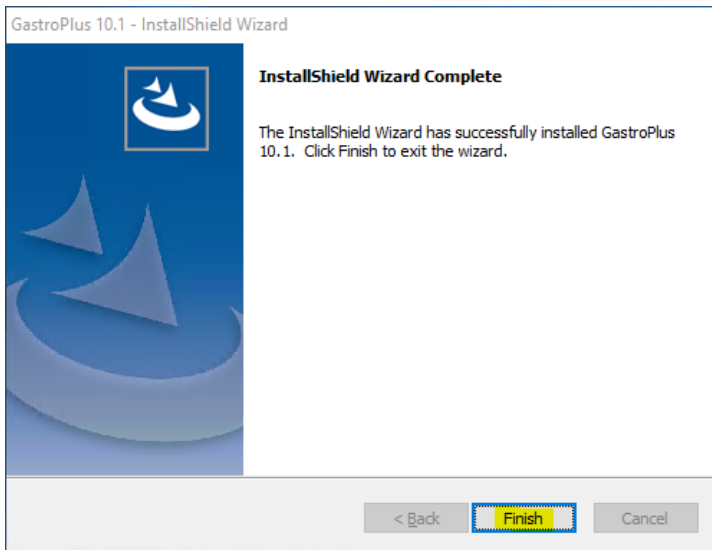 GastroPlus 10.1 - InstallShield Wizard
InstallShield Wizard Complete
The InstallShield Wizard has successfully installed GastroPlus
10.1. Click Finish to exit the wizard.
< Back
Finish
Cancel